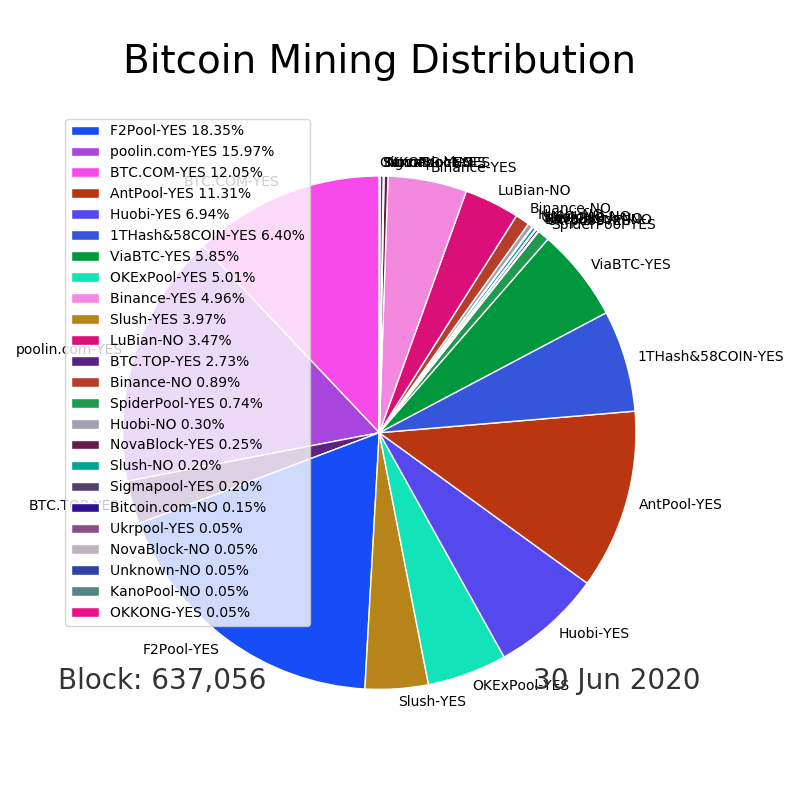 Bitcoin Mining Distribution
F2Pool-YES 18.35%
poolin.com-YES 15.97%
BTC.COM-YES 12.05%
AntPool-YES 11.31%
Huobi-YES 6.94%
1THash&58COIN-YES 6.40%
ViaBTC-YES 5.85%
OKExPool-YES 5.01%
Binance-YES 4.96%
Slush-YES 3.97%
LuBian-NO 3.47%
BTC.TOP-YES 2.73%
Binance-NO 0.89%
SpiderPool-YES 0.74%
Huobi-NO 0.30%
NovaBlock-YES 0.25%
Slush-NO 0.20%
Sigmapool-YES 0.20%
Bitcoin.com-NO 0.15%
Ukrpool-YES 0.05%
NovaBlock-NO 0.05%
Unknown-NO 0.05%
KanoPool-NO 0.05%
OKKONG-YES 0.05%
BTC.COM-YES
poolin.com-YES
BTC.TOP-YES
F2Pool-YES
Slush-YES
OKExPool-YES
Huobi-YES
AntPool-YES
1THash&58COIN-YES
ViaBTC-YES
SpiderPool-YES
Binance-NO
LuBian-NO
Binance-YES
Block: 637,056
30 Jun 2020